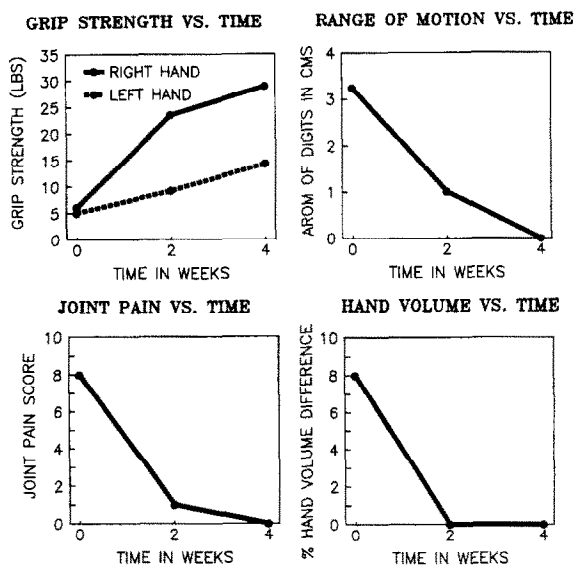 GRIP STRENGTH VS. TIME
GRIP STRENGTH (LBS)
35
30
25
20
15
10
5
0
RIGHT HAND
LEFT HAND
0 2 4
TIME IN WEEKS
RANGE OF MOTION VS. TIME
AROM OF DIGITS IN CMS
4
3
2
1
0
0 2 4
TIME IN WEEKS
JOINT PAIN VS. TIME
JOINT PAIN SCORE
10
8
6
4
2
0
0 2 4
TIME IN WEEKS
HAND VOLUME VS. TIME
% HAND VOLUME DIFFERENCE
10
8
6
4
2
0
0 2 4
TIME IN WEEKS